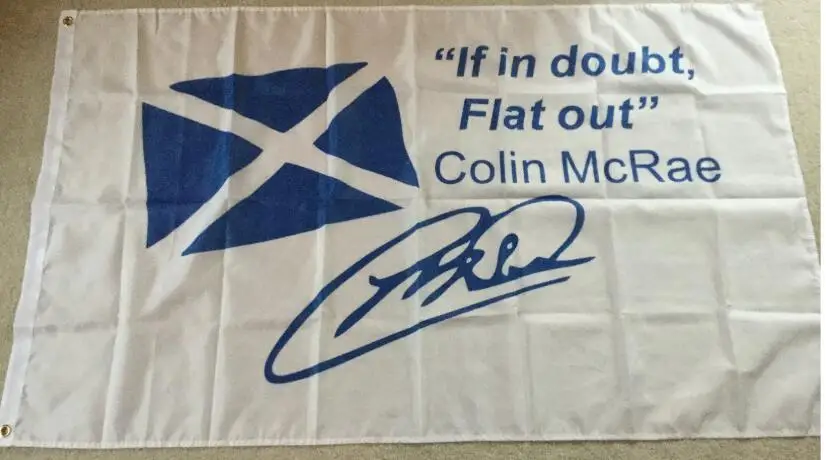 “If in doubt,
Flat out”
Colin McRae